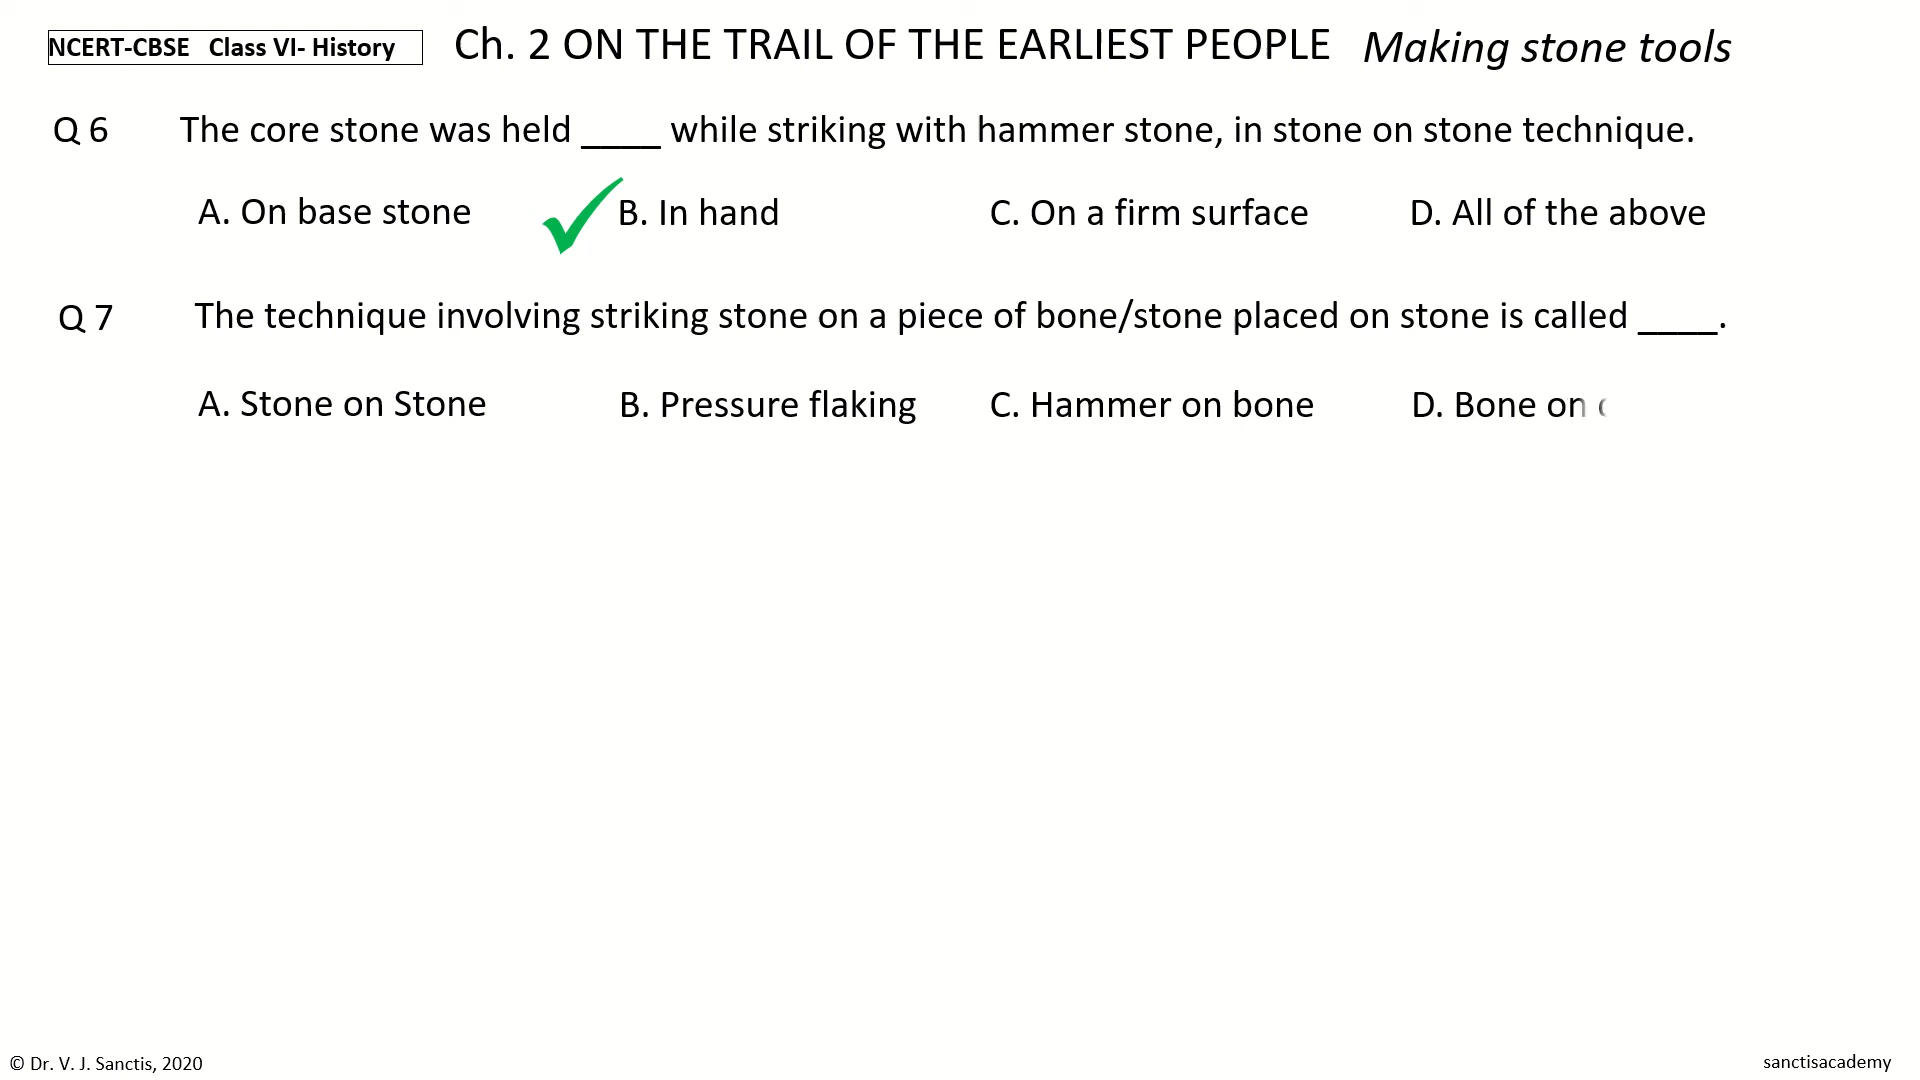 NCERT-CBSE Class VI- History Ch. 2 ON THE TRAIL OF THE EARLIEST PEOPLE Making stone tools
Q 6 The core stone was held ____ while striking with hammer stone, in stone on stone technique.
A. On base stone B. In hand C. On a firm surface D. All of the above
Q 7 The technique involving striking stone on a piece of bone/stone placed on stone is called ____.
A. Stone on Stone B. Pressure flaking C. Hammer on bone D. Bone on
© Dr. V. J. Sanctis, 2020 sanctisacademy